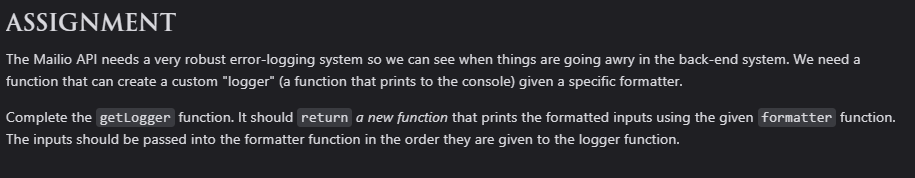 ASSIGNMENT
The Mailio API needs a very robust error-logging system so we can see when things are going awry in the back-end system. We need a
function that can create a custom "logger" (a function that prints to the console) given a specific formatter.
Complete the getLogger function. It should return a new function that prints the formatted inputs using the given formatter function.
The inputs should be passed into the formatter function in the order they are given to the logger function.